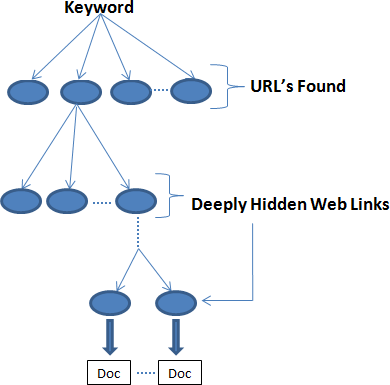 Keyword
URL's Found
Deeply Hidden Web Links
Doc
Doc